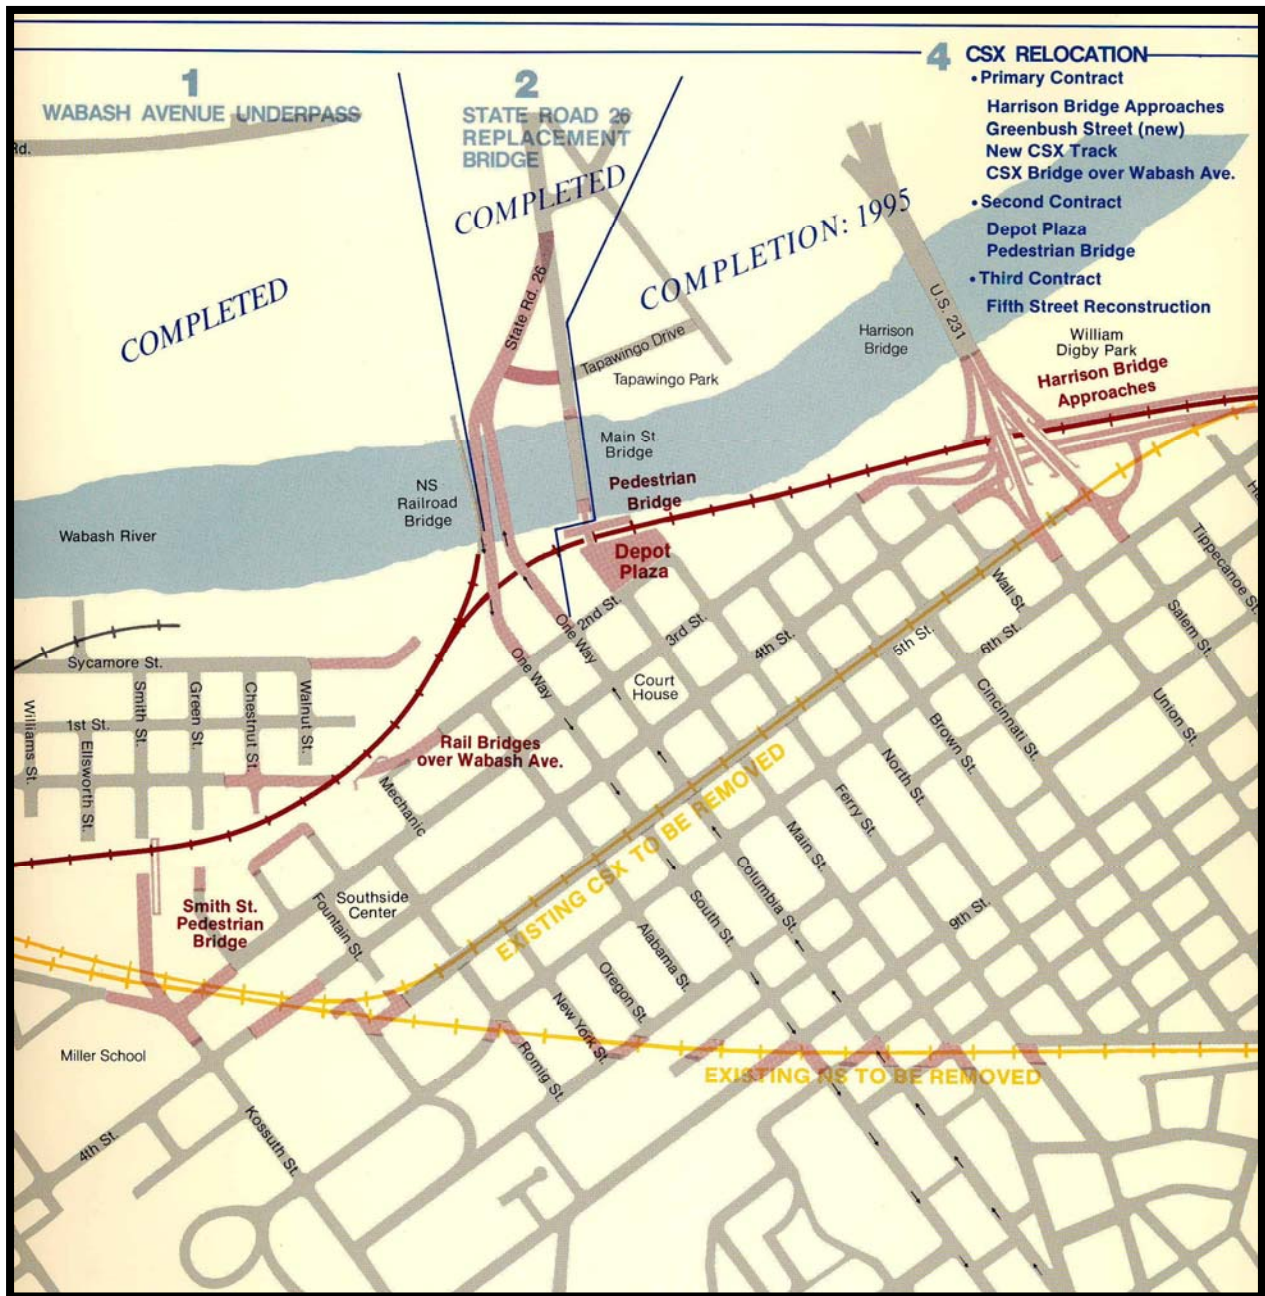 1
WABASH AVENUE UNDERPASS
Rd.
COMPLETED
2
STATE ROAD 26
REPLACEMENT
BRIDGE
COMPLETED
COMPLETION: 1995
4 CSX RELOCATION
• Primary Contract
Harrison Bridge Approaches
Greenbush Street (new)
New CSX Track
CSX Bridge over Wabash Ave.
• Second Contract
Depot Plaza
Pedestrian Bridge
• Third Contract
Fifth Street Reconstruction
State Rd. 26
Tapawingo Drive
Tapawingo Park
Harrison
Bridge
U.S. 231
William
Digby Park
Harrison Bridge
Approaches
Main St
Bridge
NS
Railroad
Bridge
Pedestrian
Bridge
Wabash River
Depot
Plaza
2nd St.
3rd St.
4th St.
5th St.
6th St.
Wall St.
Tippecanoe St.
Salem St.
Union St.
One Way
One Way
Court
House
Sycamore St.
1st St.
Williams St.
Ellsworth St.
Smith St.
Green St.
Chestnut St.
Walnut St.
Rail Bridges
over Wabash Ave.
Mechanic
Cincinnati St.
Brown St.
North St.
Ferry St.
Main St.
Columbia St.
South St.
Alabama St.
Oregon St.
New York St.
Romig St.
9th St.
EXISTING CSX TO BE REMOVED
Southside
Center
Fountain St.
Smith St.
Pedestrian
Bridge
Miller School
EXISTING NS TO BE REMOVED
4th St.
Kossuth St.